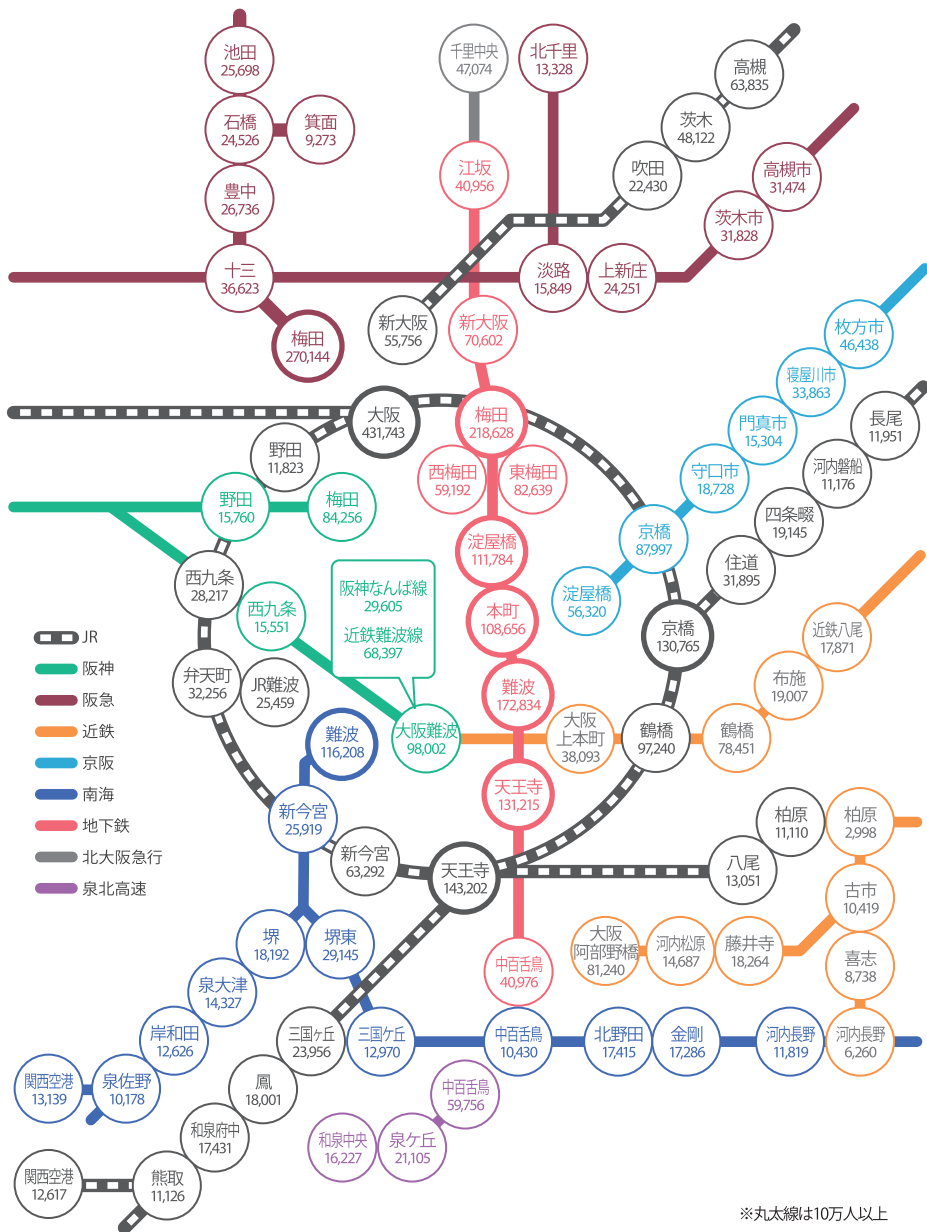 池田
25,698
石橋
24,526
箕面
9,273
豊中
26,736
十三
36,623
梅田
270,144
千里中央
47,074
北千里
13,328
高槻
63,835
茨木
48,122
吹田
22,430
江坂
40,956
高槻市
31,474
茨木市
31,828
淡路
15,849
上新庄
24,251
新大阪
55,756
新大阪
70,602
枚方市
46,438
寝屋川市
33,863
門真市
15,304
守口市
18,728
京橋
87,997
淀屋橋
56,320
長尾
11,951
河内磐船
11,176
四条畷
19,145
住道
31,895
京橋
130,765
大阪
431,743
野田
11,823
梅田
218,628
西梅田
59,192
東梅田
82,639
野田
15,760
梅田
84,256
淀屋橋
111,784
西九条
28,217
西九条
15,551
阪神なんば線
29,605
近鉄難波線
68,397
本町
108,656
近鉄八尾
17,871
布施
19,007
弁天町
32,256
JR難波
25,459
難波
172,834
難波
116,208
大阪難波
98,002
大阪
上本町
38,093
鶴橋
97,240
鶴橋
78,451
JR
阪神
阪急
近鉄
京阪
南海
地下鉄
北大阪急行
泉北高速
新今宮
25,919
新今宮
63,292
天王寺
131,215
天王寺
143,202
柏原
11,110
柏原
2,998
八尾
13,051
古市
10,419
大阪
阿部野橋
81,240
河内松原
14,687
藤井寺
18,264
喜志
8,738
堺
18,192
堺東
29,145
中百舌鳥
40,976
泉大津
14,327
岸和田
12,626
三国ヶ丘
23,956
三国ヶ丘
12,970
中百舌鳥
10,430
北野田
17,415
金剛
17,286
河内長野
11,819
河内長野
6,260
関西空港
13,139
泉佐野
10,178
鳳
18,001
中百舌鳥
59,756
和泉府中
17,431
和泉中央
16,227
泉ケ丘
21,105
関西空港
12,617
熊取
11,126
※丸太線は10万人以上